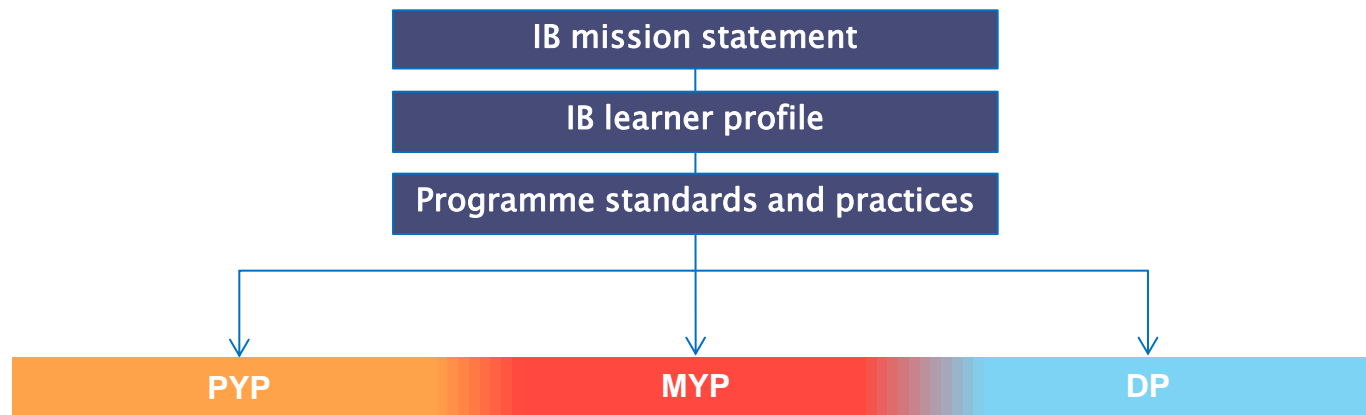 IB mission statement
IB learner profile
Programme standards and practices
PYP
MYP
DP